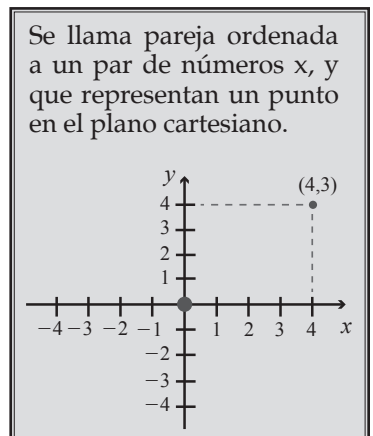 Se llama pareja ordenada
a un par de números x, y
que representan un punto
en el plano cartesiano.
y
(4,3)
4
3
2
1
−4 −3 −2 −1 1 2 3 4 x
−2
−3
−4